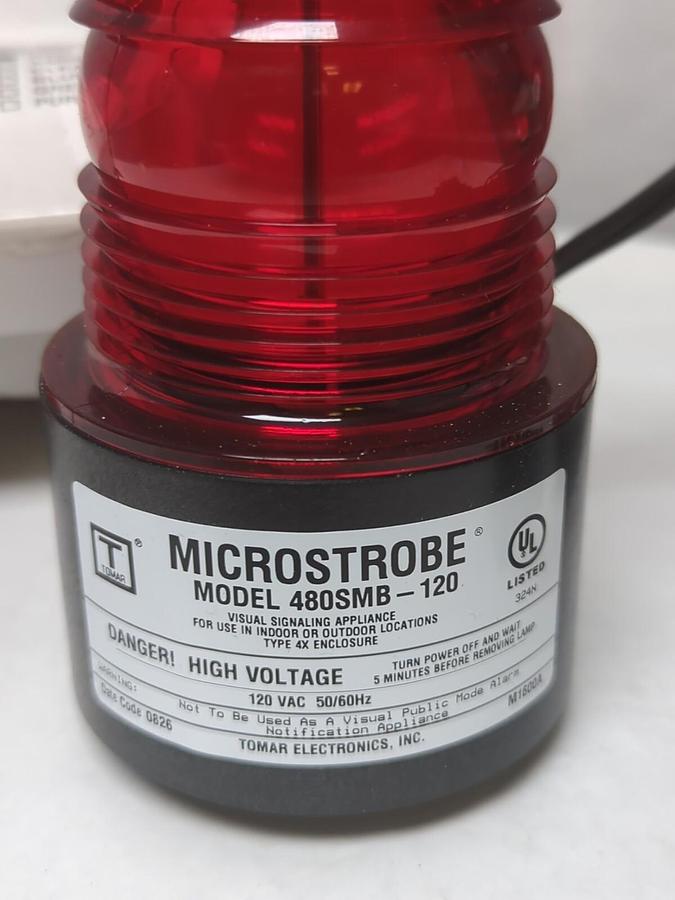 T
TOMAR
®
MICROSTROBE®
MODEL 480SMB-120
UL
LISTED
324N
VISUAL SIGNALING APPLIANCE
FOR USE IN INDOOR OR OUTDOOR LOCATIONS
TYPE 4X ENCLOSURE
DANGER! HIGH VOLTAGE
TURN POWER OFF AND WAIT
5 MINUTES BEFORE REMOVING LAMP
120 VAC 50/60Hz
WARNING:
Not To Be Used As A Visual Public Mode Alarm
Notification Appliance
Date Code 0826
M1600A
TOMAR ELECTRONICS, INC.